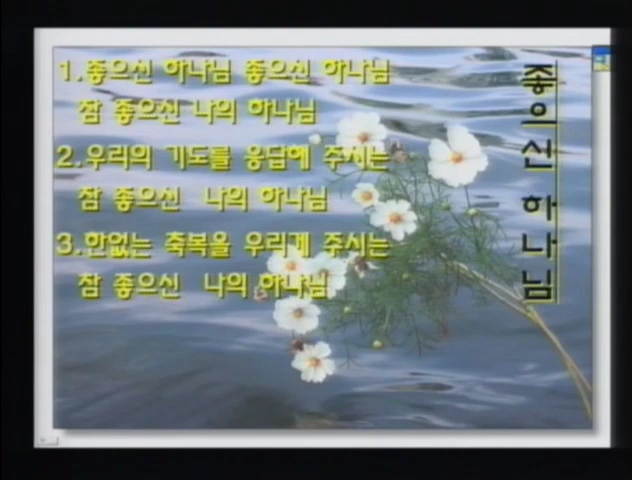 1.좋으신 하나님 좋으신 하나님
참 좋으신 나의 하나님
2.우리의 기도를 응답해 주시는
참 좋으신 나의 하나님
3.한없는 축복을 우리게 주시는
참 좋으신 나의 하나님
좋으신 하나님